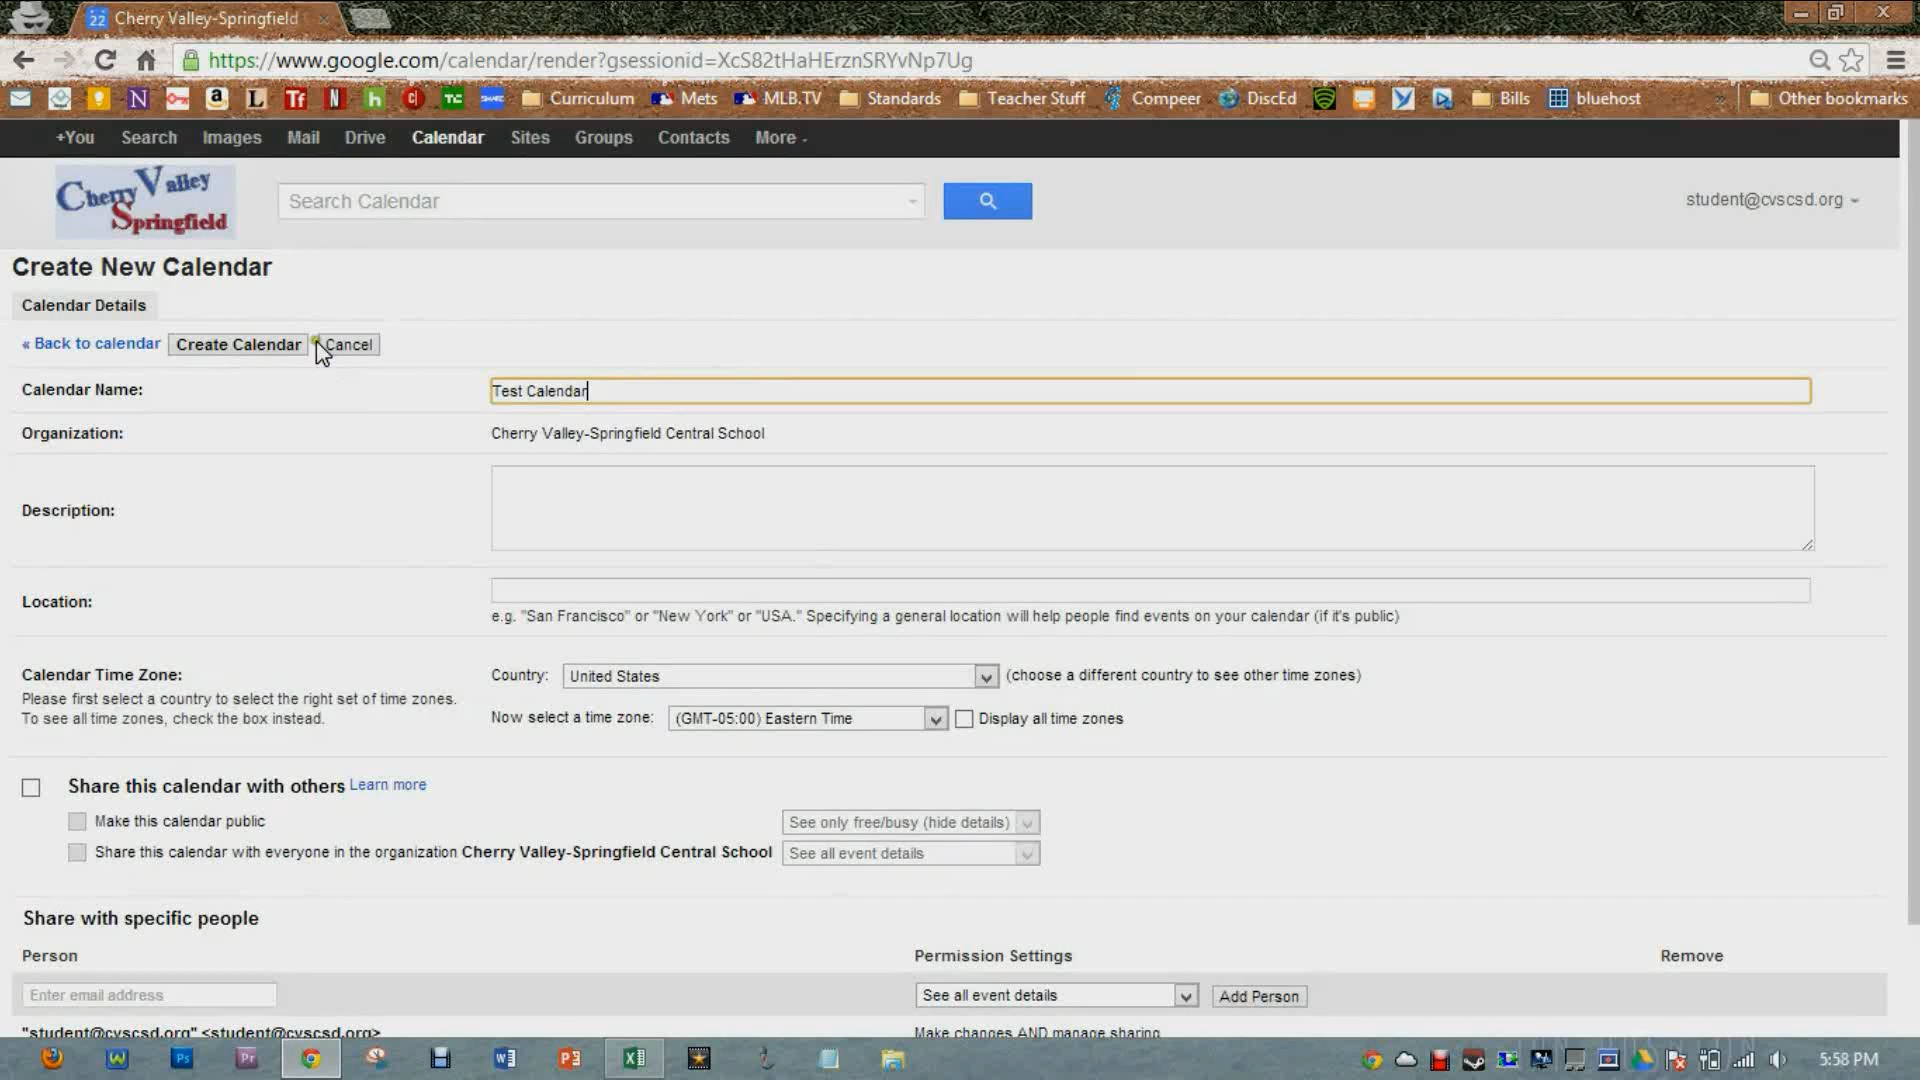 22 Cherry Valley-Springfield
https://www.google.com/calendar/render?gsessionid=XcS82tHaHErznSRYvNp7Ug
Curriculum Mets MLB.TV Standards Teacher Stuff Compeer DiscEd Bills bluehost Other bookmarks
+You Search Images Mail Drive Calendar Sites Groups Contacts More
Cherry Valley
Springfield
Search Calendar
student@cvscsd.org
Create New Calendar
Calendar Details
« Back to calendar Create Calendar Cancel
Calendar Name: Test Calendar
Organization: Cherry Valley-Springfield Central School
Description:
Location:
e.g. "San Francisco" or "New York" or "USA." Specifying a general location will help people find events on your calendar (if it's public)
Calendar Time Zone: Country: United States (choose a different country to see other time zones)
Please first select a country to select the right set of time zones.
To see all time zones, check the box instead.
Now select a time zone: (GMT-05:00) Eastern Time Display all time zones
Share this calendar with others Learn more
Make this calendar public See only free/busy (hide details)
Share this calendar with everyone in the organization Cherry Valley-Springfield Central School See all event details
Share with specific people
Person Permission Settings Remove
Enter email address See all event details Add Person
"student@cvscsd.org" <student@cvscsd.org> Make changes AND manage sharing
5:58 PM